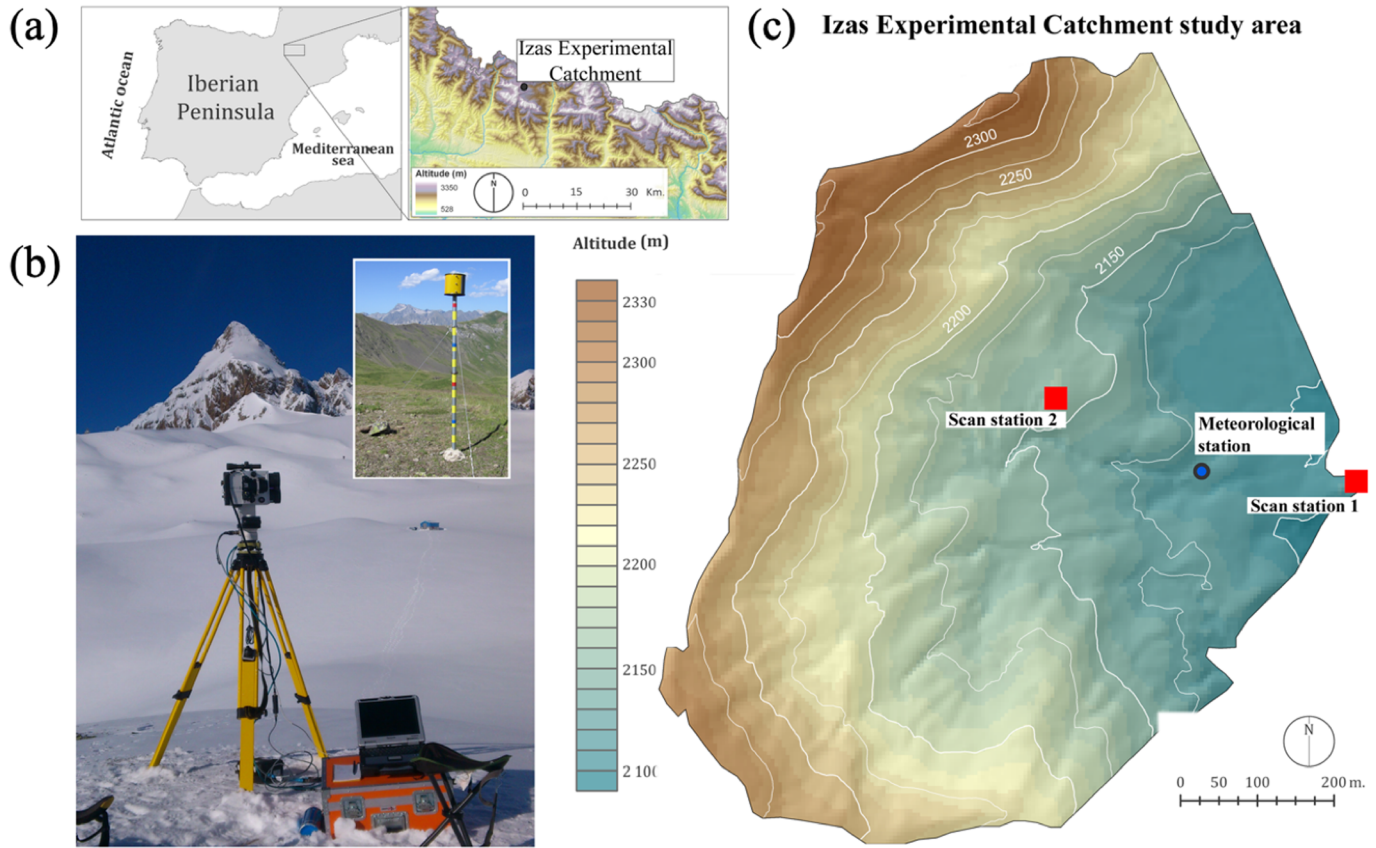 (a)
Atlantic ocean
Iberian
Peninsula
Mediterranean
sea
Izas Experimental
Catchment
Altitude (m)
3350
528
N
0 15 30 Km.
(b)
Altitude (m)
2330
2300
2250
2200
2150
2100
(c) Izas Experimental Catchment study area
2300
2250
2150
2200
Scan station 2
Meteorological
station
Scan station 1
N
0 50 100 200 m.